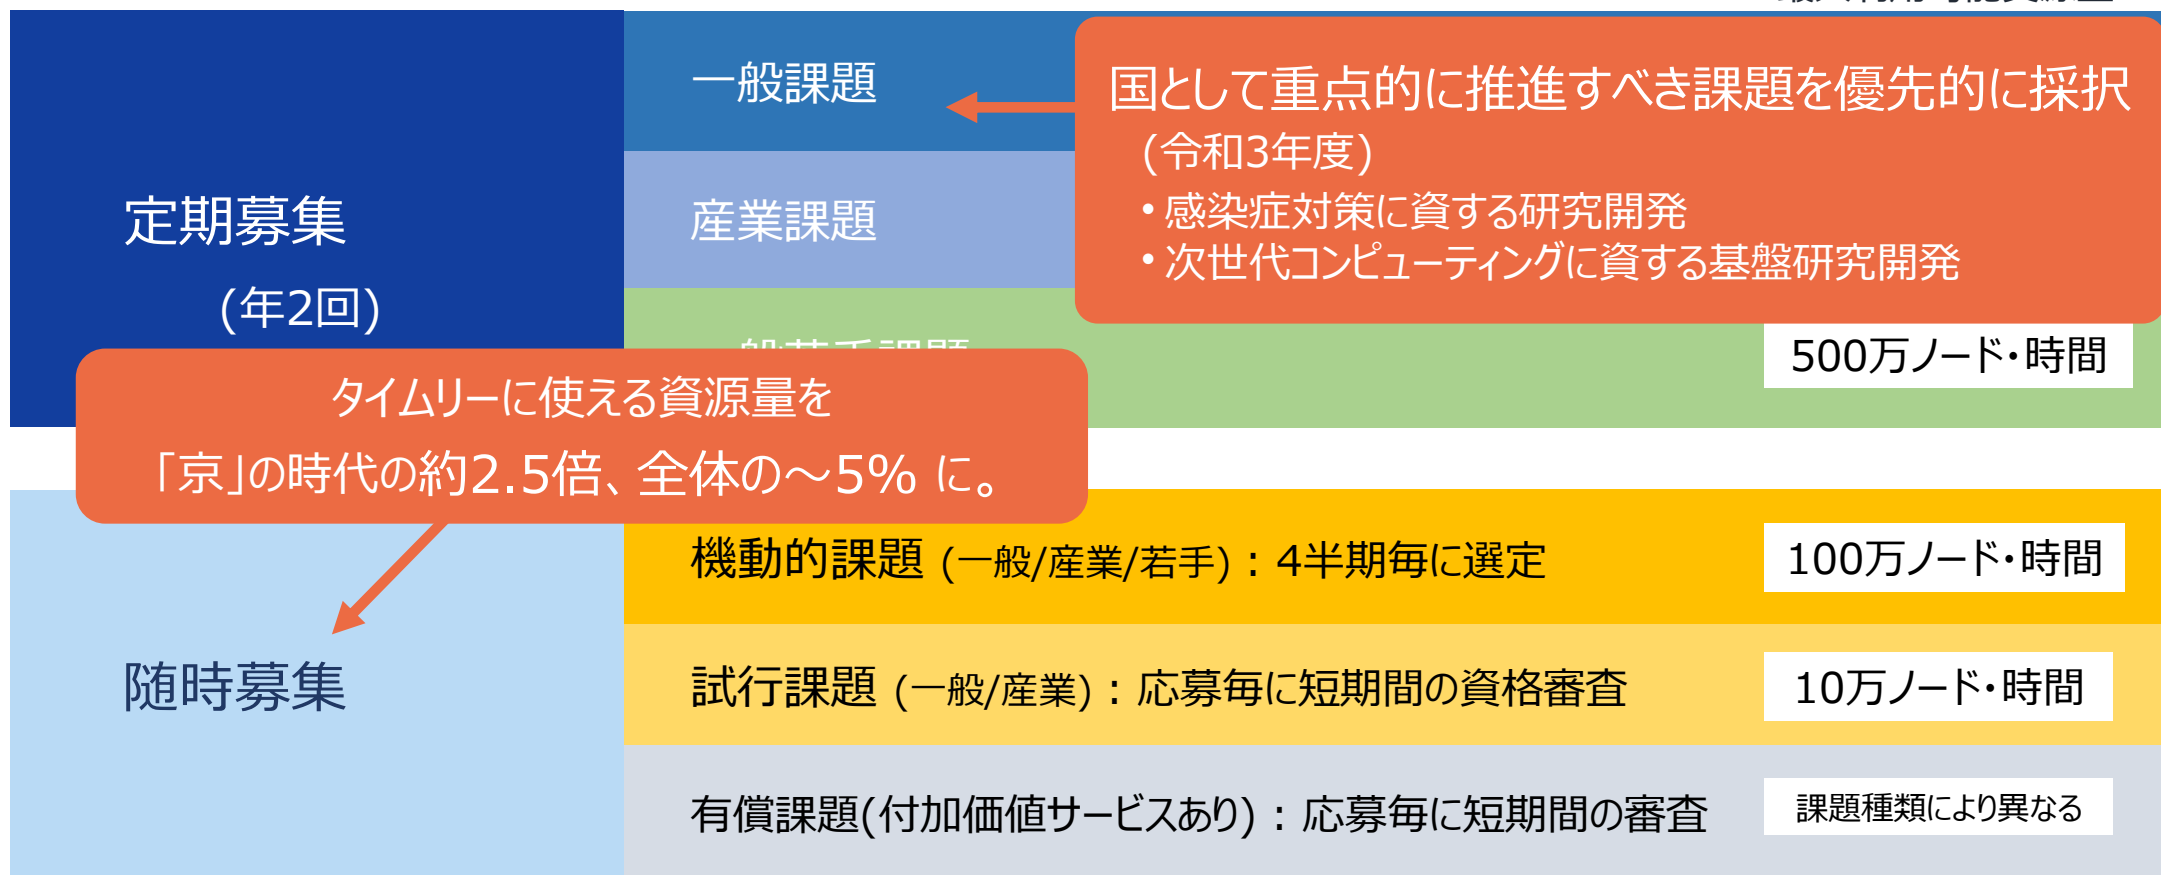 一般課題
国として重点的に推進すべき課題を優先的に採択
(令和3年度)
•感染症対策に資する研究開発
•次世代コンピューティングに資する基盤研究開発
産業課題
定期募集
(年2回)
500万ノード・時間
タイムリーに使える資源量を
「京」の時代の約2.5倍、全体の～5% に。
機動的課題 (一般/産業/若手)：4半期毎に選定
100万ノード・時間
随時募集
試行課題 (一般/産業)：応募毎に短期間の資格審査
10万ノード・時間
有償課題(付加価値サービスあり)：応募毎に短期間の審査
課題種類により異なる